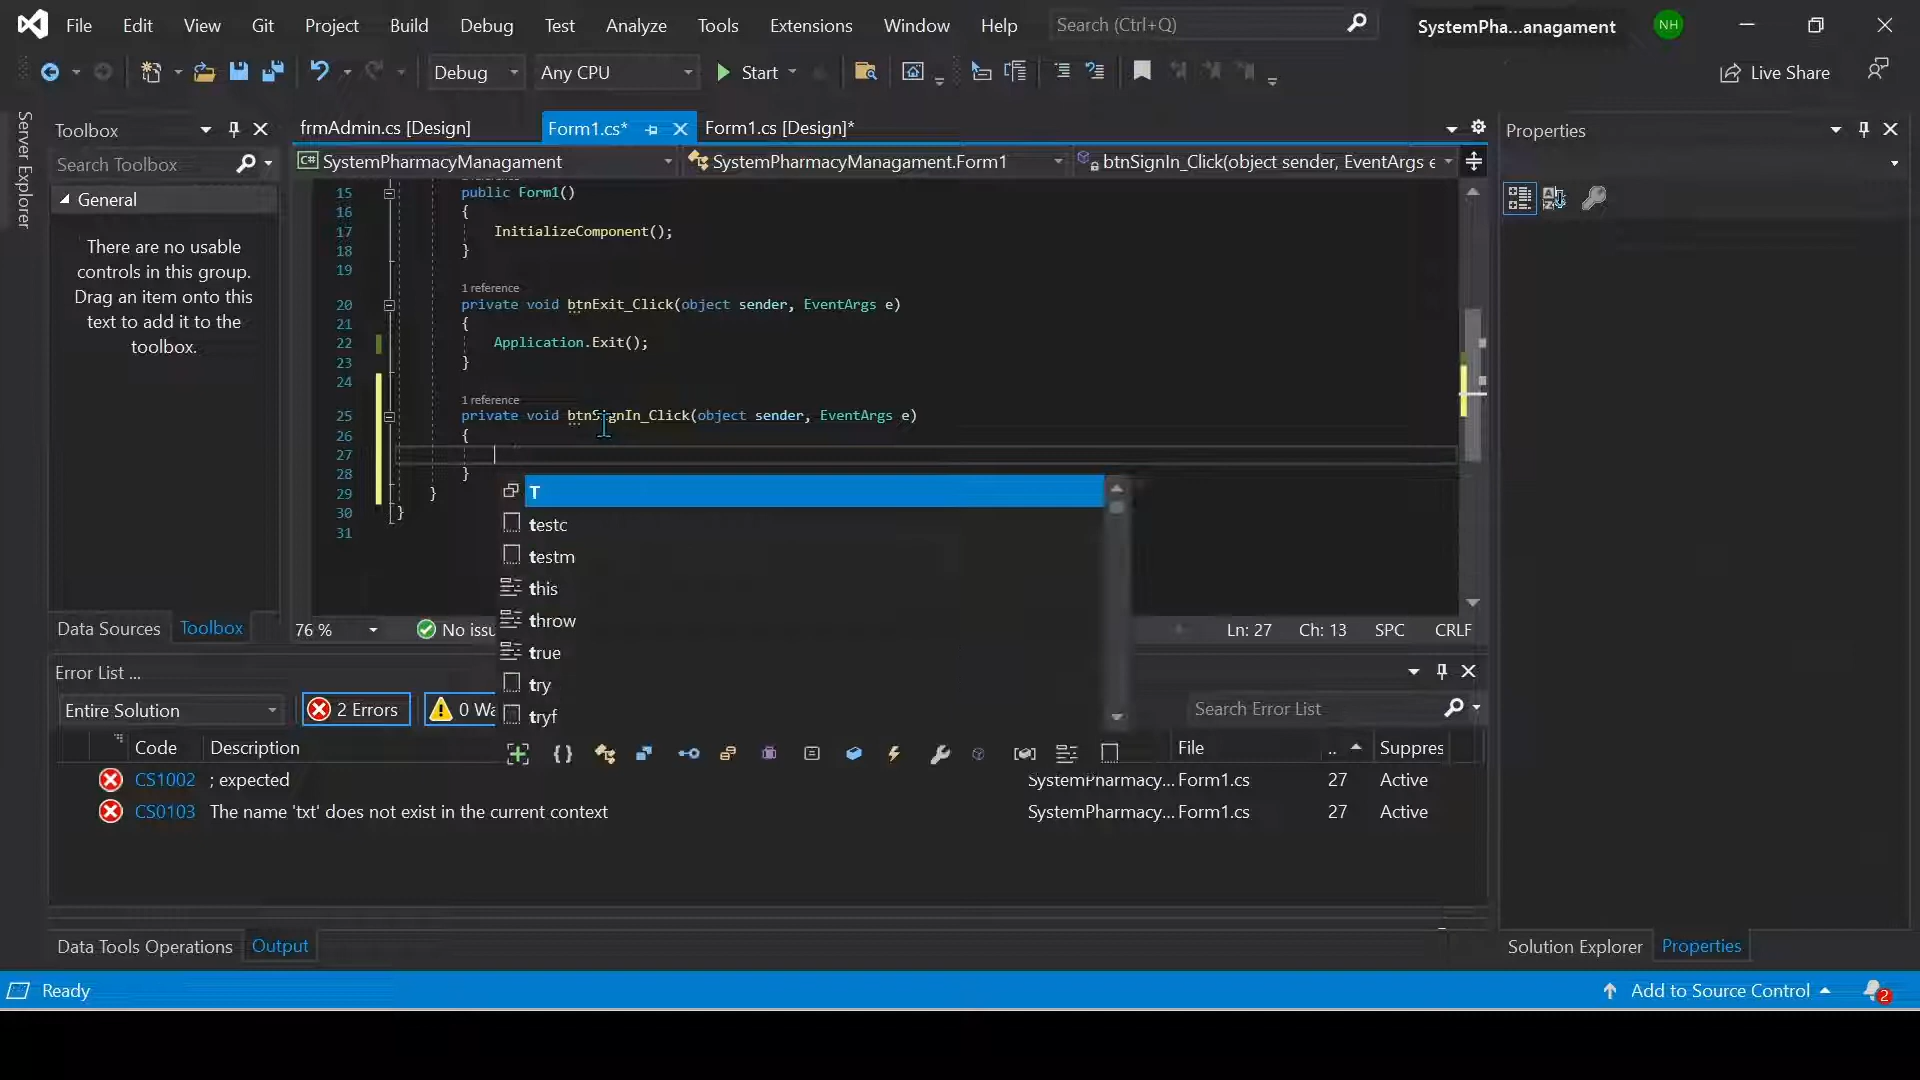 File Edit View Git Project Build Debug Test Analyze Tools Extensions Window Help Search (Ctrl+Q) SystemPha...anagament NH
Debug Any CPU Start Live Share
Server Explorer
Toolbox
Search Toolbox
General
There are no usable
controls in this group.
Drag an item onto this
text to add it to the
toolbox.
Data Sources Toolbox
frmAdmin.cs [Design] Form1.cs* Form1.cs [Design]*
C# SystemPharmacyManagament SystemPharmacyManagament.Form1 btnSignIn_Click(object sender, EventArgs e
15 public Form1()
16 {
17 InitializeComponent();
18 }
19
1 reference
20 private void btnExit_Click(object sender, EventArgs e)
21 {
22 Application.Exit();
23 }
24
1 reference
25 private void btnSignIn_Click(object sender, EventArgs e)
26 {
27
28 }
29 }
30 }
31
T
testc
testm
this
throw
true
try
tryf
76 % No issu Ln: 27 Ch: 13 SPC CRLF
Error List ...
Entire Solution 2 Errors 0 Wa Search Error List
Code Description File .. Suppres
CS1002 ; expected SystemPharmacy... Form1.cs 27 Active
CS0103 The name 'txt' does not exist in the current context SystemPharmacy... Form1.cs 27 Active
Data Tools Operations Output
Properties
Solution Explorer Properties
Ready Add to Source Control 2